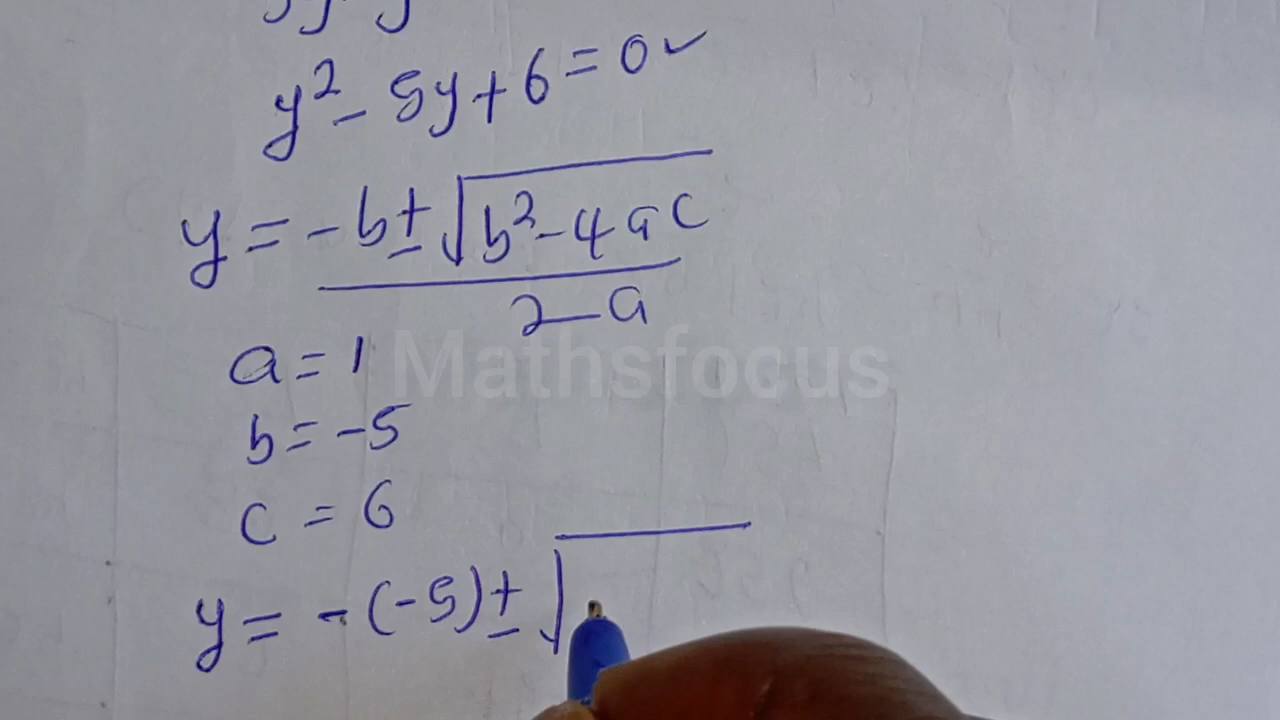 y² - 5y + 6 = 0 ✓
y = -b ± √b² - 4ac
2a
a = 1
Mathsfocus
b = -5
c = 6
y = -(-5) ± √